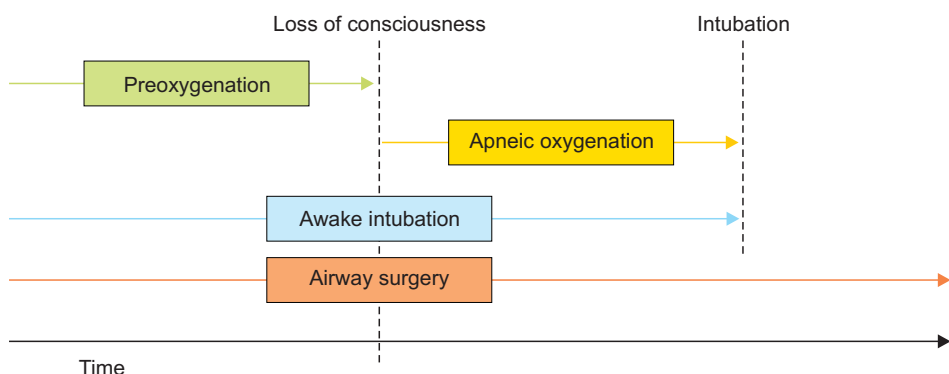 Loss of consciousness
Intubation
Preoxygenation
Apneic oxygenation
Awake intubation
Airway surgery
Time